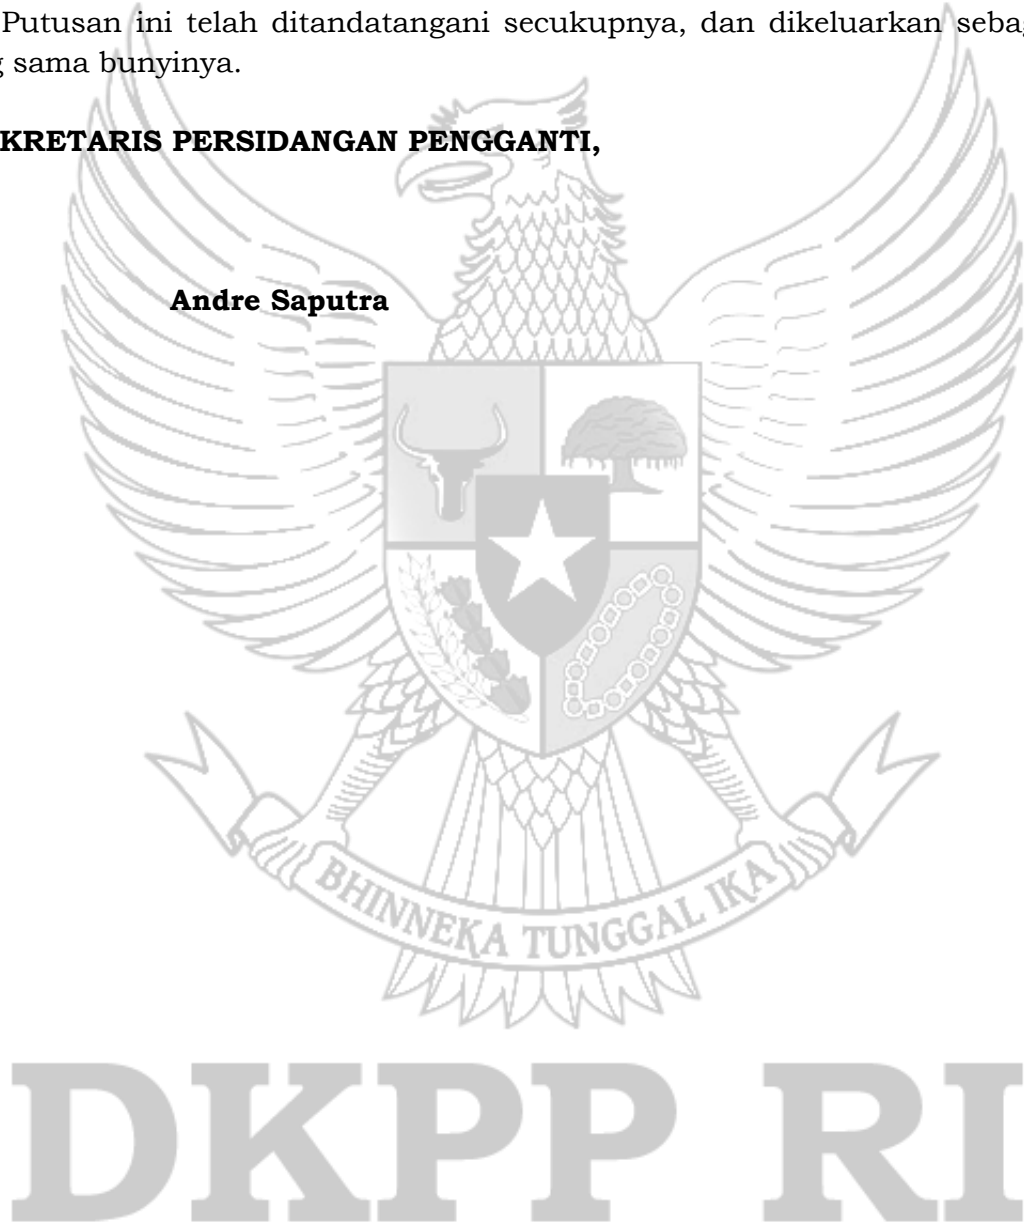 Putusan ini telah ditandatangani secukupnya, dan dikeluarkan sebag
g sama bunyinya.
KRETARIS PERSIDANGAN PENGGANTI,
Andre Saputra
BHINNEKA TUNGGAL IKA
DKPP RI